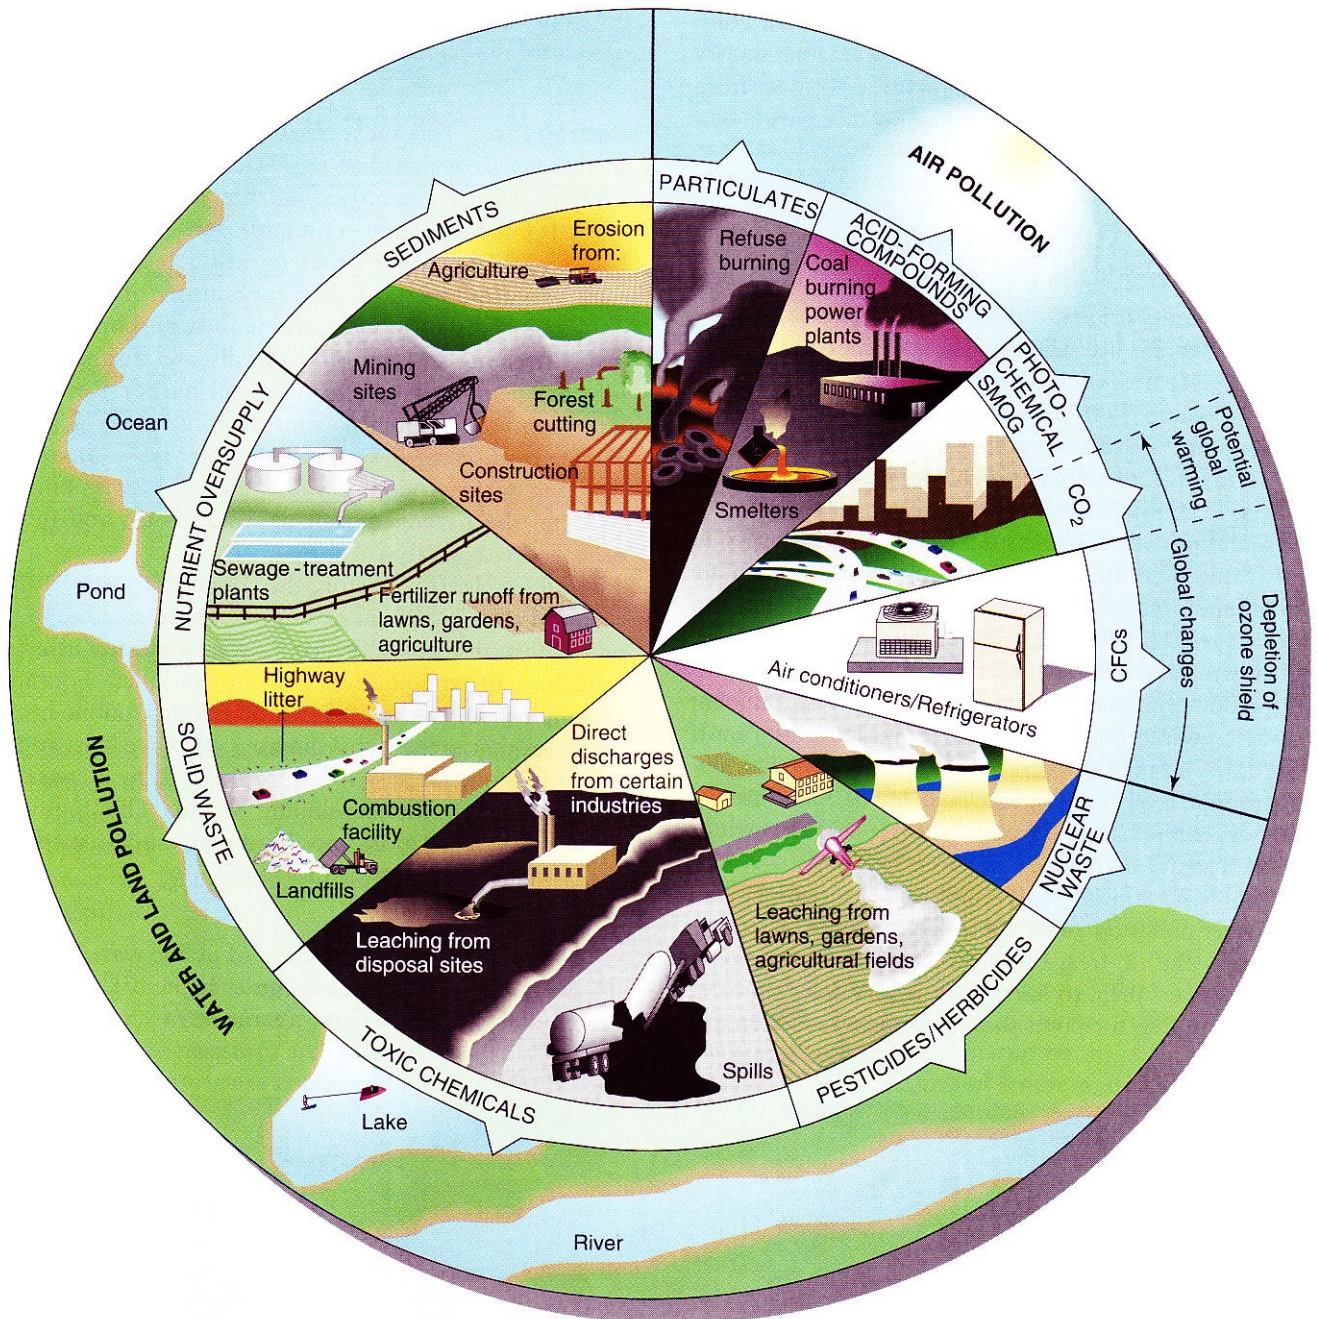 AIR POLLUTION
PARTICULATES
Refuse
burning
ACID-FORMING
COMPOUNDS
Coal
burning
power
plants
Smelters
PHOTO-
CHEMICAL
SMOG
CO2
Potential
global
warming
Global changes
CFCs
Depletion of
ozone shield
Air conditioners/Refrigerators
NUCLEAR
WASTE
PESTICIDES/HERBICIDES
Leaching from
lawns, gardens,
agricultural fields
TOXIC CHEMICALS
Direct
discharges
from certain
industries
Leaching from
disposal sites
Spills
SOLID WASTE
Highway
litter
Combustion
facility
Landfills
NUTRIENT OVERSUPPLY
Sewage-treatment
plants
Fertilizer runoff from
lawns, gardens,
agriculture
SEDIMENTS
Erosion
from:
Agriculture
Mining
sites
Forest
cutting
Construction
sites
WATER AND LAND POLLUTION
Ocean
Pond
Lake
River